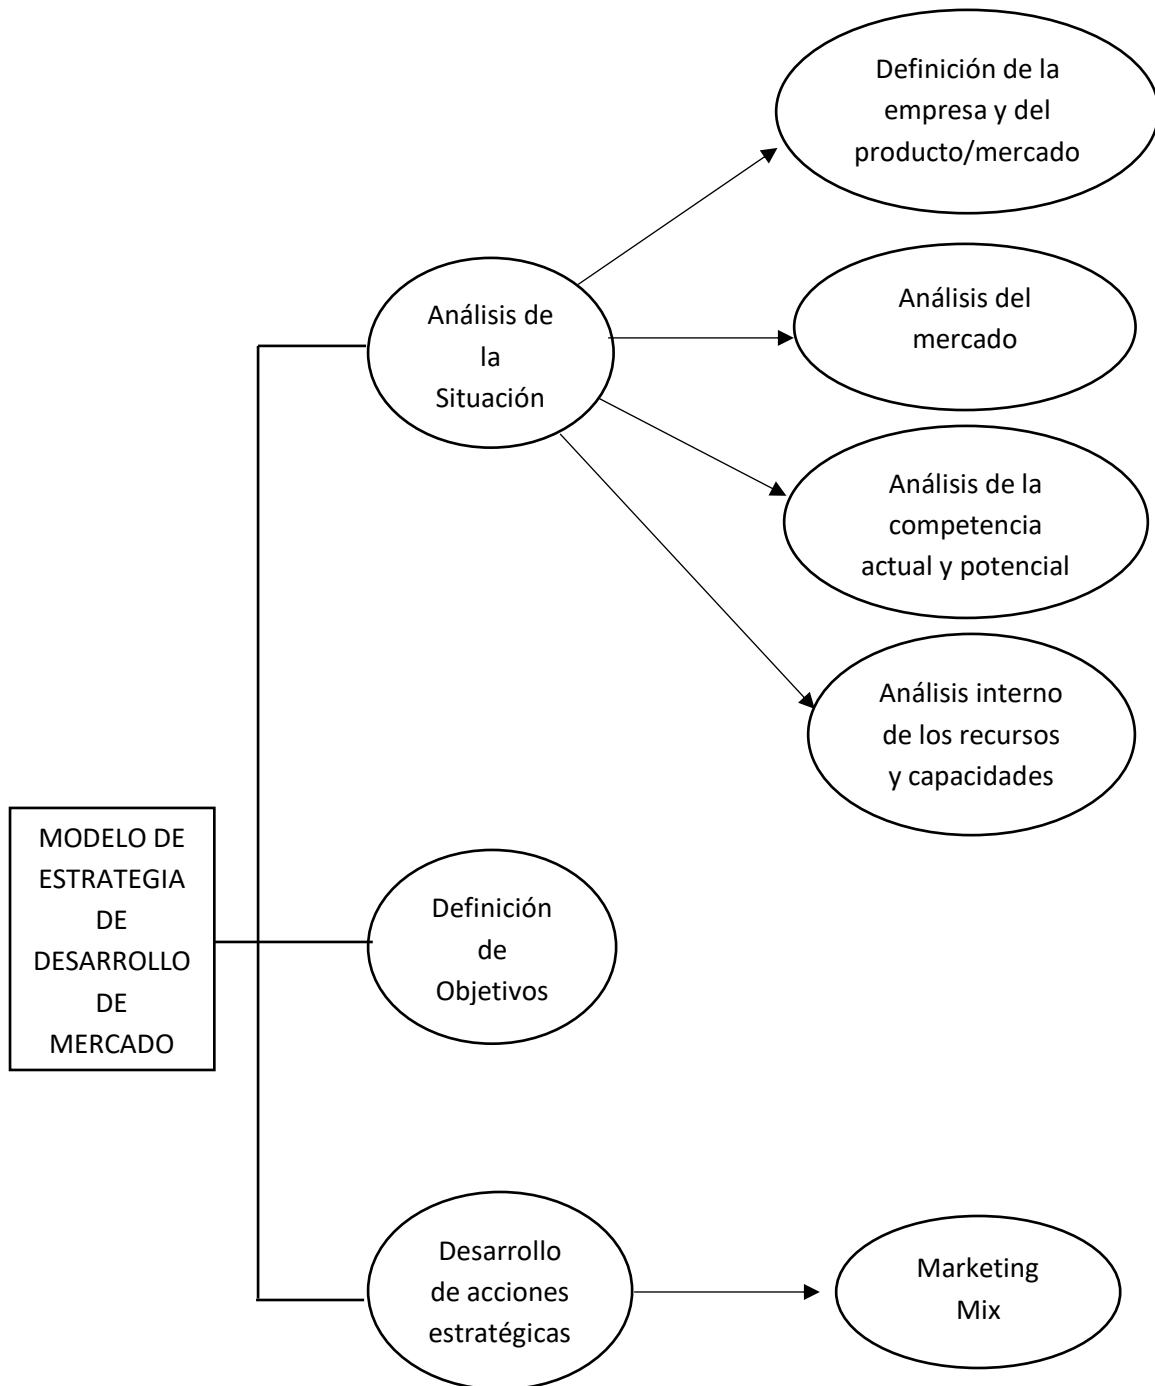 Definición de la
empresa y del
producto/mercado
Análisis de
la
Situación
Análisis del
mercado
Análisis de la
competencia
actual y potencial
Análisis interno
de los recursos
y capacidades
MODELO DE
ESTRATEGIA
DE
DESARROLLO
DE
MERCADO
Definición
de
Objetivos
Desarrollo
de acciones
estratégicas
Marketing
Mix